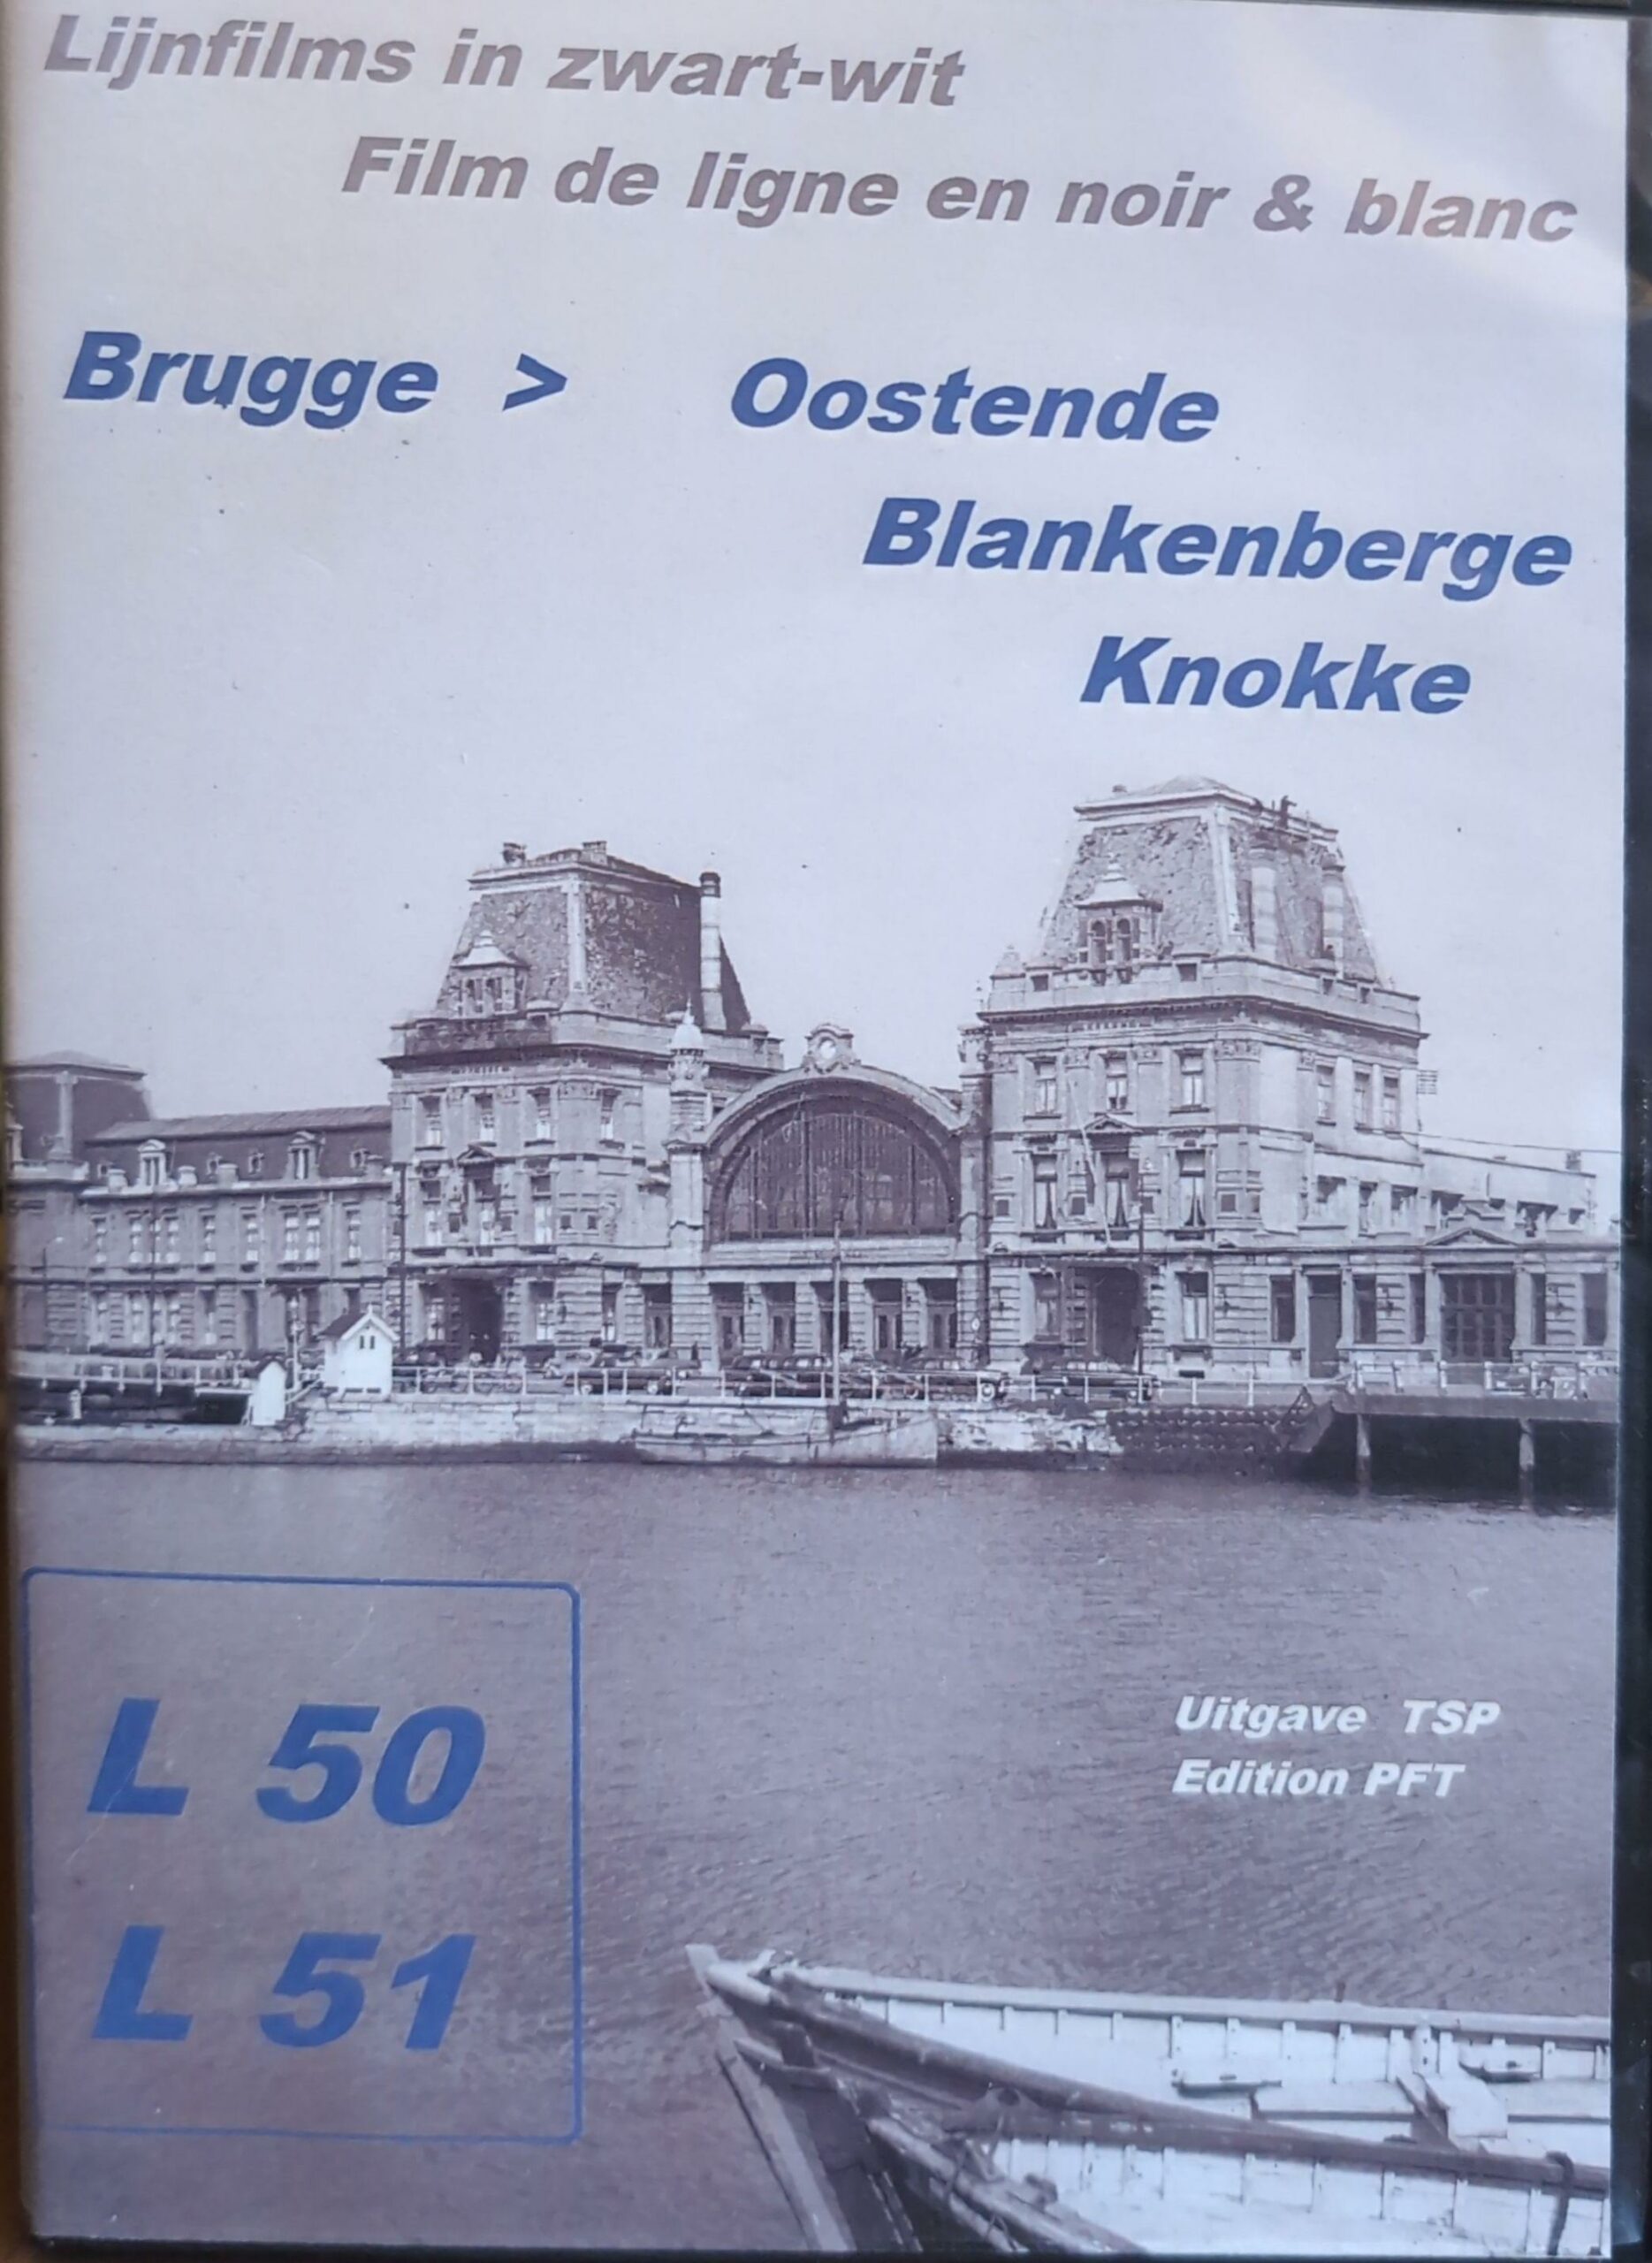 Lijnfilms in zwart-wit
Film de ligne en noir & blanc
Brugge > Oostende
Blankenberge
Knokke
L 50
L 51
Uitgave TSP
Edition PFT